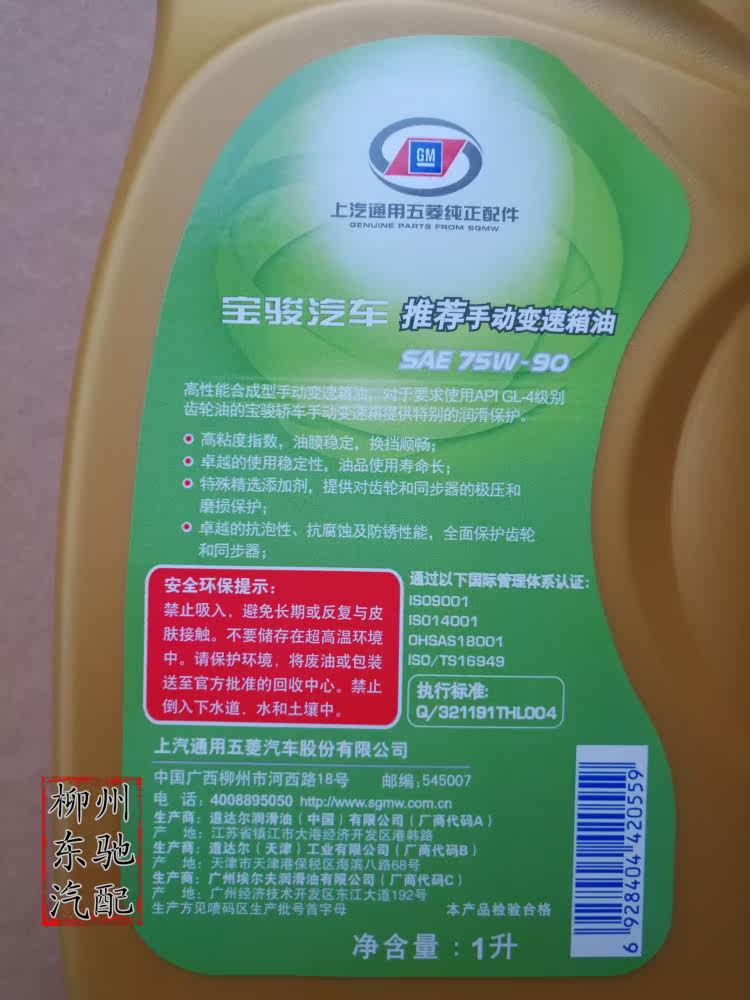 GM
上汽通用五菱纯正配件
GENUINE PARTS FROM SGMW
宝骏汽车 推荐手动变速箱油
SAE 75W-90
高性能合成型手动变速箱油，对于要求使用API GL-4级别
齿轮油的宝骏轿车手动变速箱提供特别的润滑保护。
高粘度指数，油膜稳定，换挡顺畅；
卓越的使用稳定性，油品使用寿命长；
特殊精选添加剂，提供对齿轮和同步器的极压和
磨损保护；
卓越的抗泡性、抗腐蚀及防锈性能，全面保护齿轮
和同步器；
安全环保提示：
禁止吸入，避免长期或反复与皮
肤接触。不要储存在超高温环境
中。请保护环境，将废油或包装
送至官方批准的回收中心。禁止
倒入下水道、水和土壤中。
通过以下国际管理体系认证：
ISO9001
ISO14001
OHSAS18001
ISO/TS16949
执行标准：
Q/321191THL004
上汽通用五菱汽车股份有限公司
中国广西柳州市河西路18号 邮编：545007
电 话：4008895050 http://www.sgmw.com.cn
生产商：道达尔润滑油（中国）有限公司（厂商代码A）
产 地：江苏省镇江市大港经济开发区港韩路
生产商：道达尔（天津）工业有限公司（厂商代码B）
产 地：天津市天津港保税区海滨八路68号
生产商：广州埃尔夫润滑油有限公司（厂商代码C）
产 地：广州经济技术开发区东江大道192号
生产方见喷码区生产批号首字母 本产品检验合格
净含量：1升
6 928404 420559
柳州
东驰
汽配